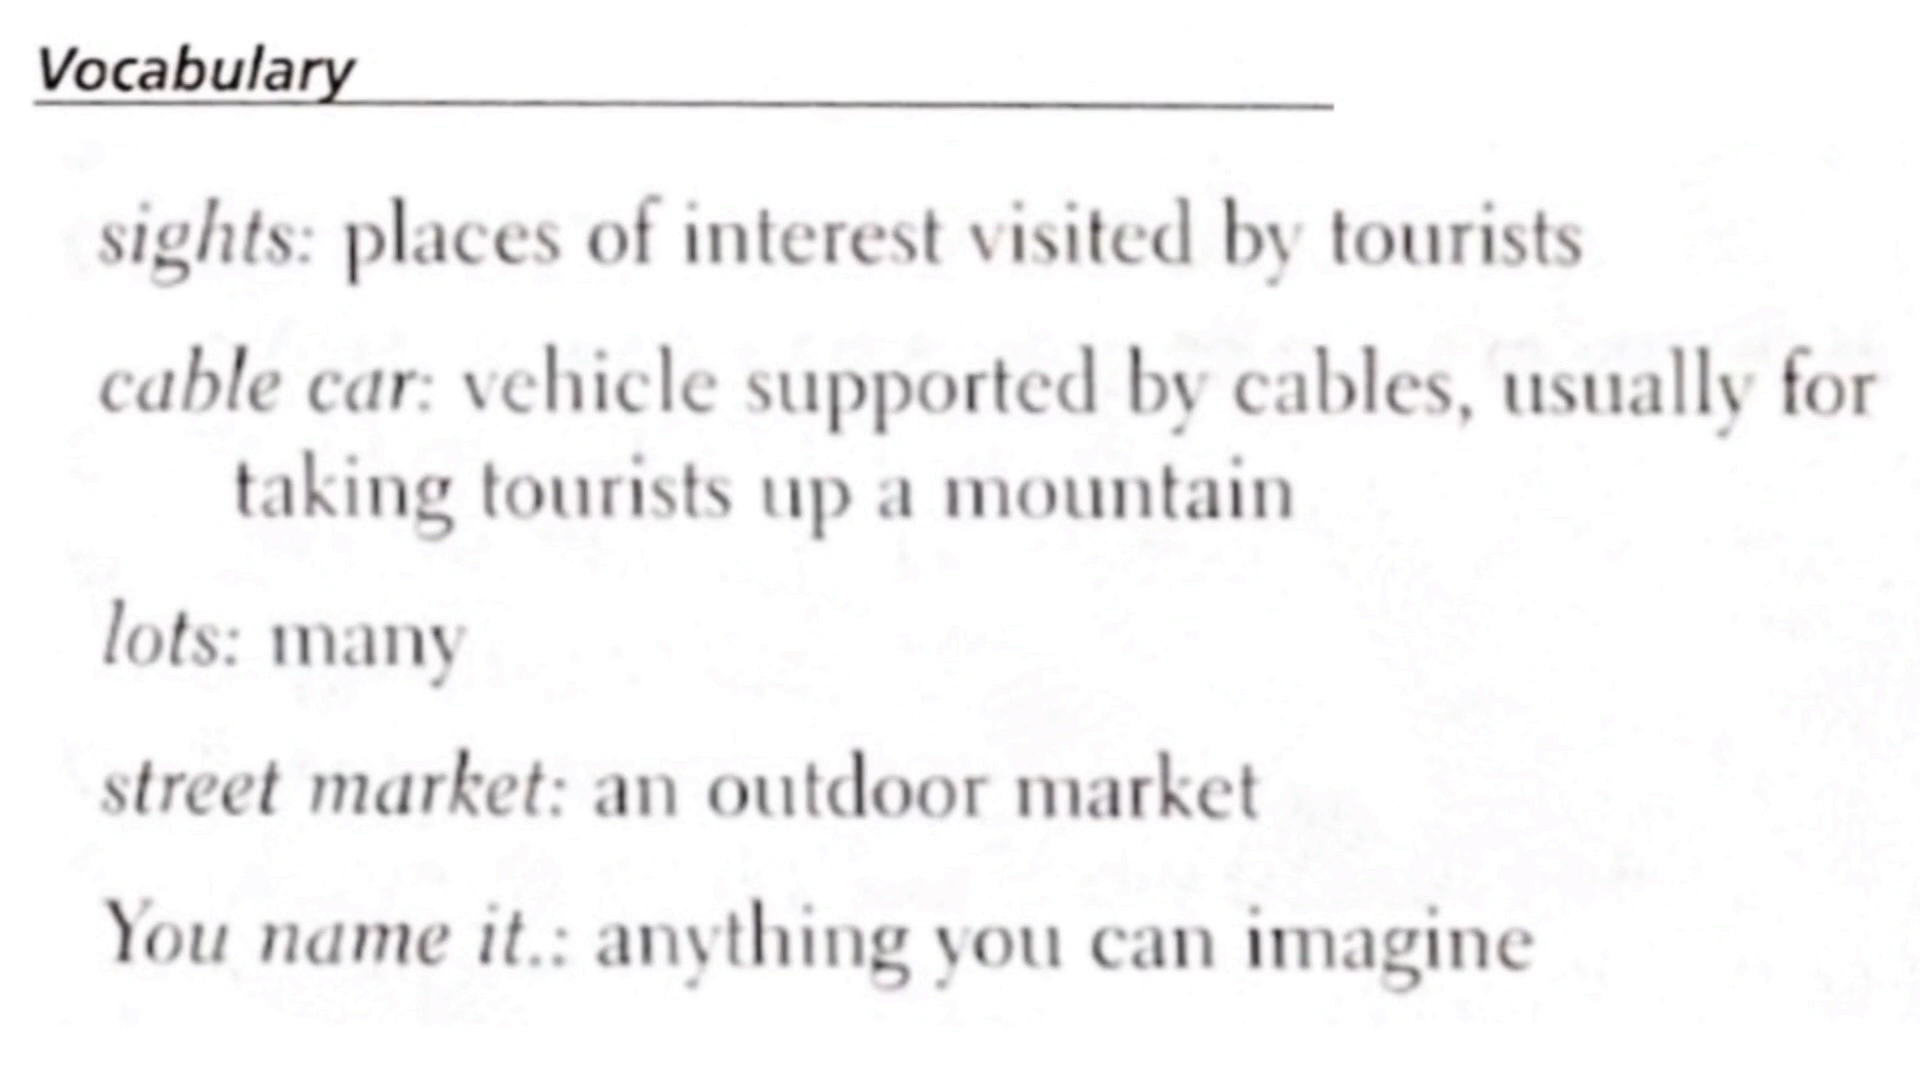 Vocabulary
sights: places of interest visited by tourists
cable car: vehicle supported by cables, usually for
taking tourists up a mountain
lots: many
street market: an outdoor market
You name it.: anything you can imagine